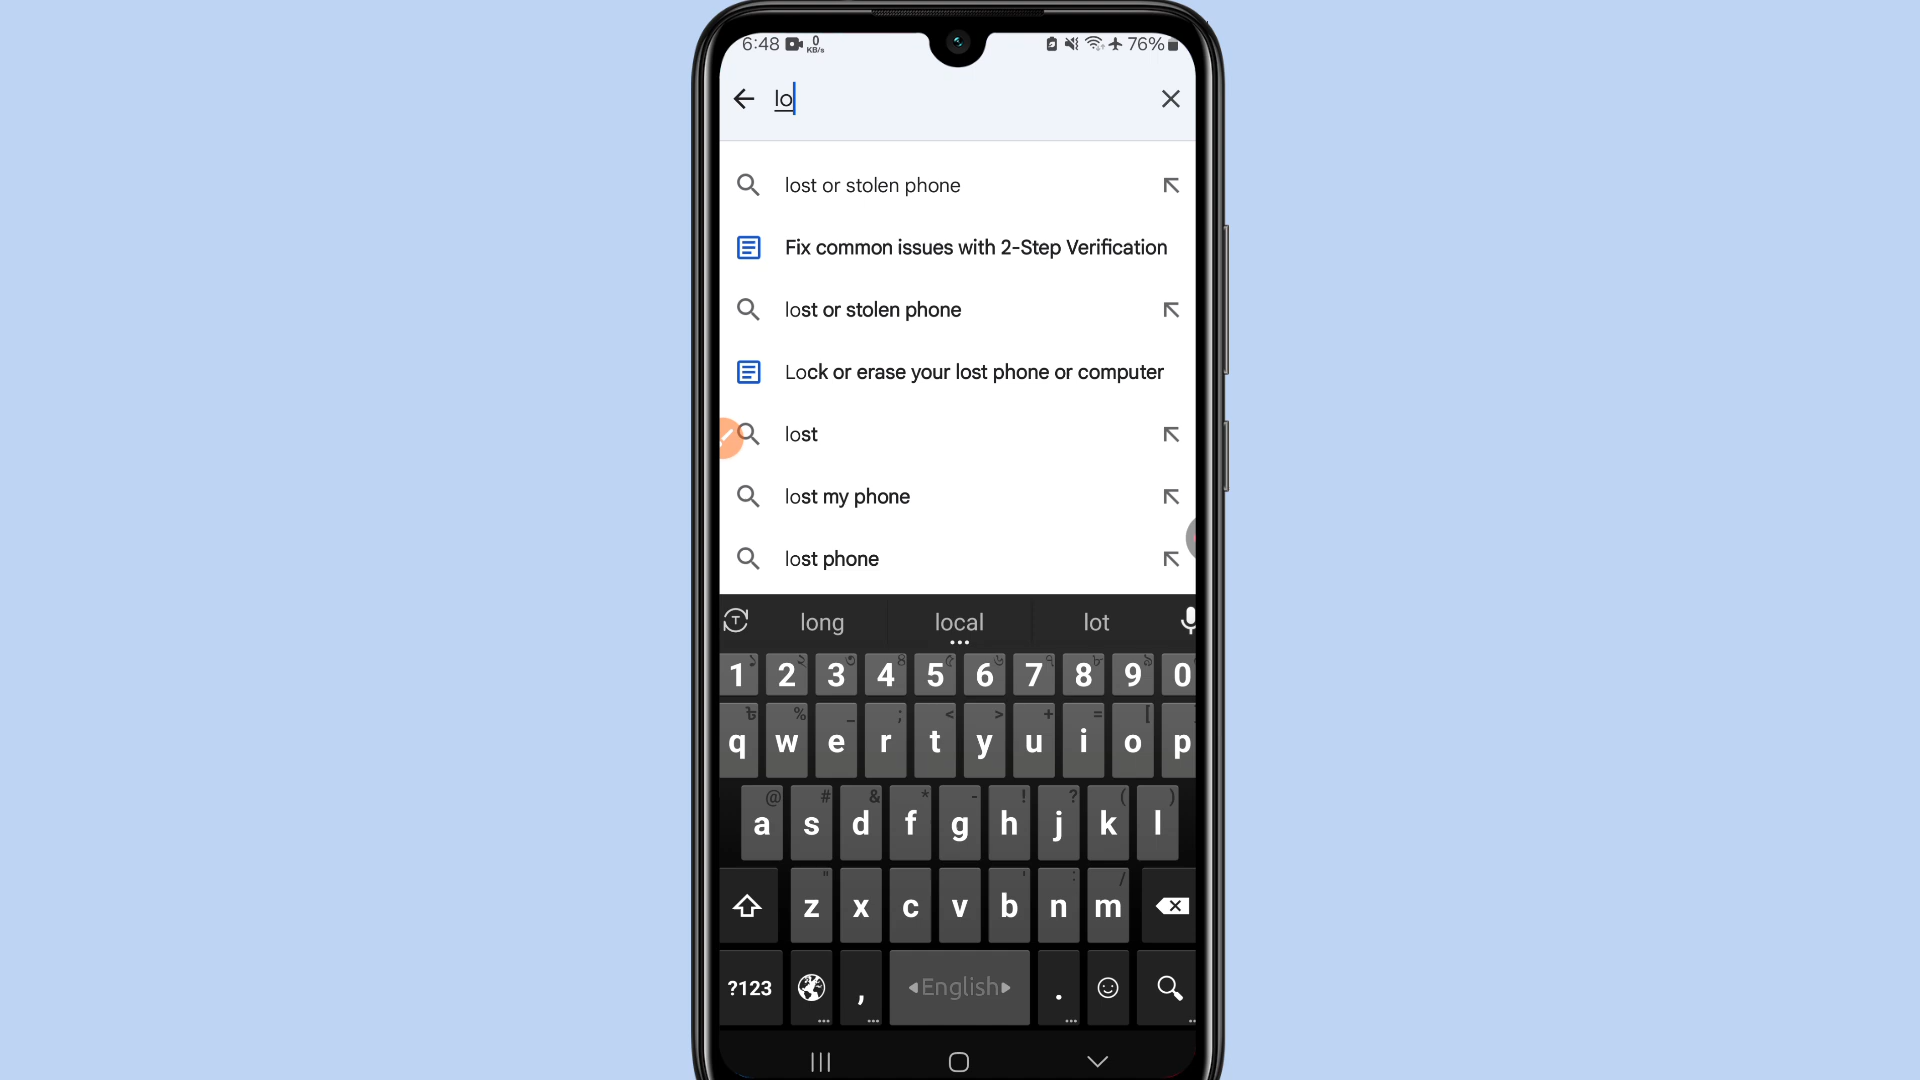 6:48 0 KB/s 76%
lo
lost or stolen phone
Fix common issues with 2-Step Verification
lost or stolen phone
Lock or erase your lost phone or computer
lost
lost my phone
lost phone
T long local lot
1 2 3 4 5 6 7 8 9 0
q w e r t y u i o p
a s d f g h j k l
z x c v b n m
?123 , English .